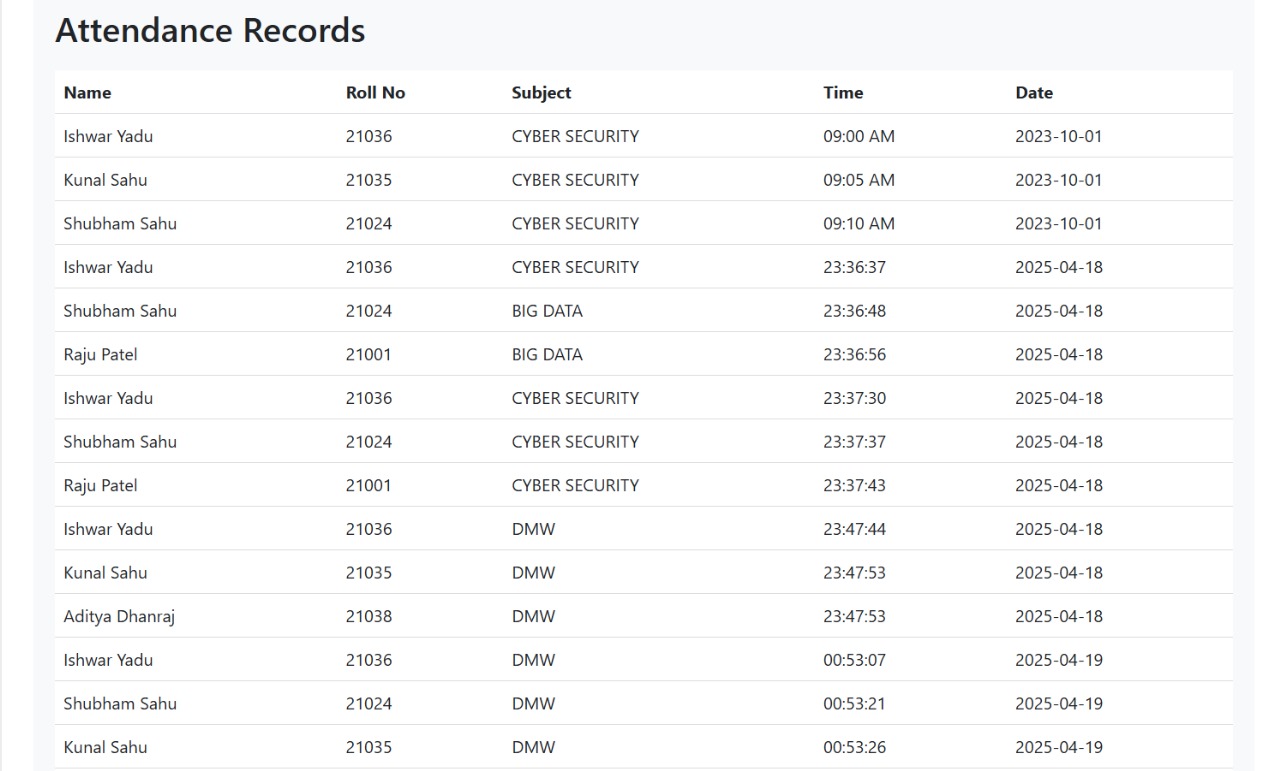 Attendance Records
Name Roll No Subject Time Date
Ishwar Yadu 21036 CYBER SECURITY 09:00 AM 2023-10-01
Kunal Sahu 21035 CYBER SECURITY 09:05 AM 2023-10-01
Shubham Sahu 21024 CYBER SECURITY 09:10 AM 2023-10-01
Ishwar Yadu 21036 CYBER SECURITY 23:36:37 2025-04-18
Shubham Sahu 21024 BIG DATA 23:36:48 2025-04-18
Raju Patel 21001 BIG DATA 23:36:56 2025-04-18
Ishwar Yadu 21036 CYBER SECURITY 23:37:30 2025-04-18
Shubham Sahu 21024 CYBER SECURITY 23:37:37 2025-04-18
Raju Patel 21001 CYBER SECURITY 23:37:43 2025-04-18
Ishwar Yadu 21036 DMW 23:47:44 2025-04-18
Kunal Sahu 21035 DMW 23:47:53 2025-04-18
Aditya Dhanraj 21038 DMW 23:47:53 2025-04-18
Ishwar Yadu 21036 DMW 00:53:07 2025-04-19
Shubham Sahu 21024 DMW 00:53:21 2025-04-19
Kunal Sahu 21035 DMW 00:53:26 2025-04-19